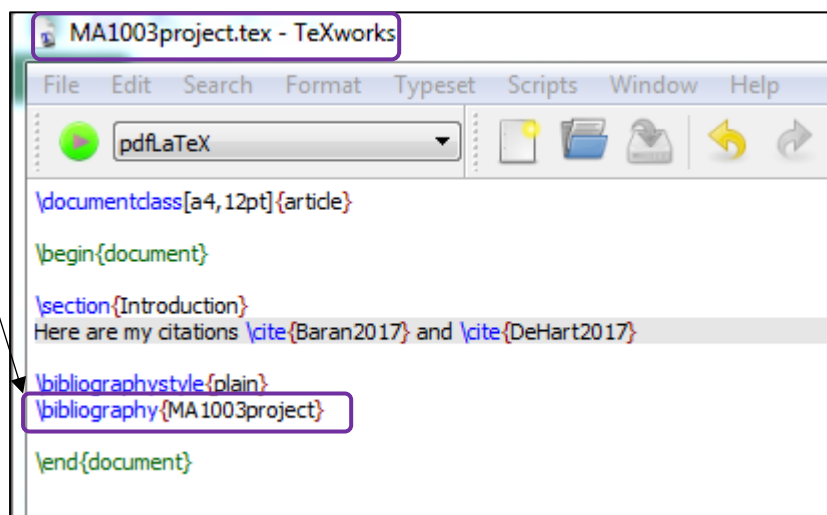 MA1003project.tex - TeXworks
File Edit Search Format Typeset Scripts Window Help
pdfLaTeX
\documentclass[a4,12pt]{article}
\begin{document}
\section{Introduction}
Here are my citations \cite{Baran2017} and \cite{DeHart2017}
\bibliographystyle{plain}
\bibliography{MA1003project}
\end{document}